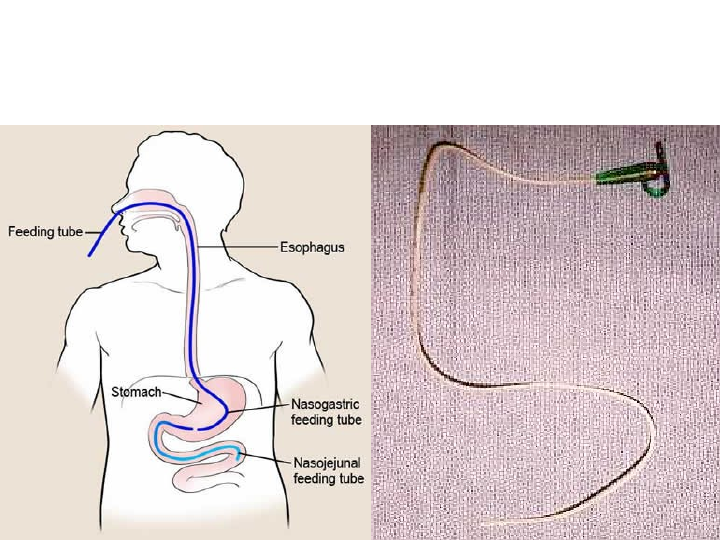 Feeding tube
Esophagus
Stomach
Nasogastric
feeding tube
Nasojejunal
feeding tube